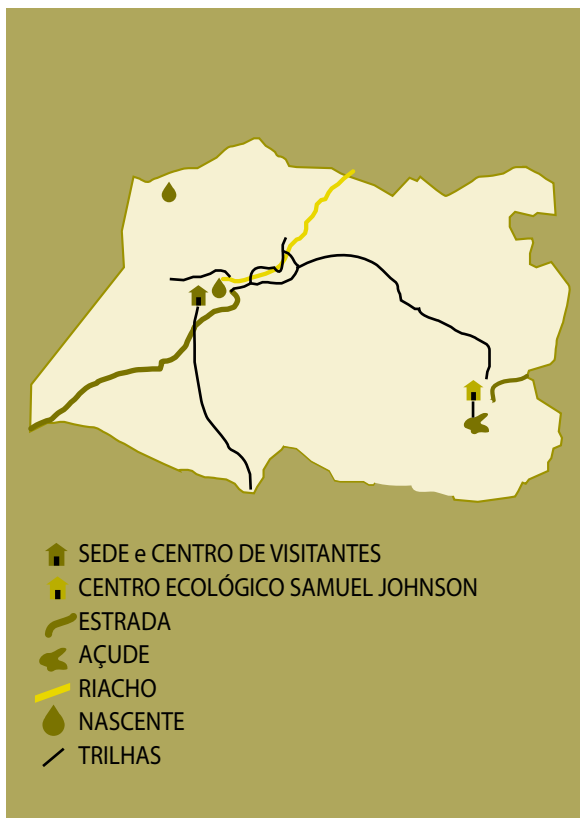 SEDE e CENTRO DE VISITANTES
CENTRO ECOLÓGICO SAMUEL JOHNSON
ESTRADA
AÇUDE
RIACHO
NASCENTE
TRILHAS